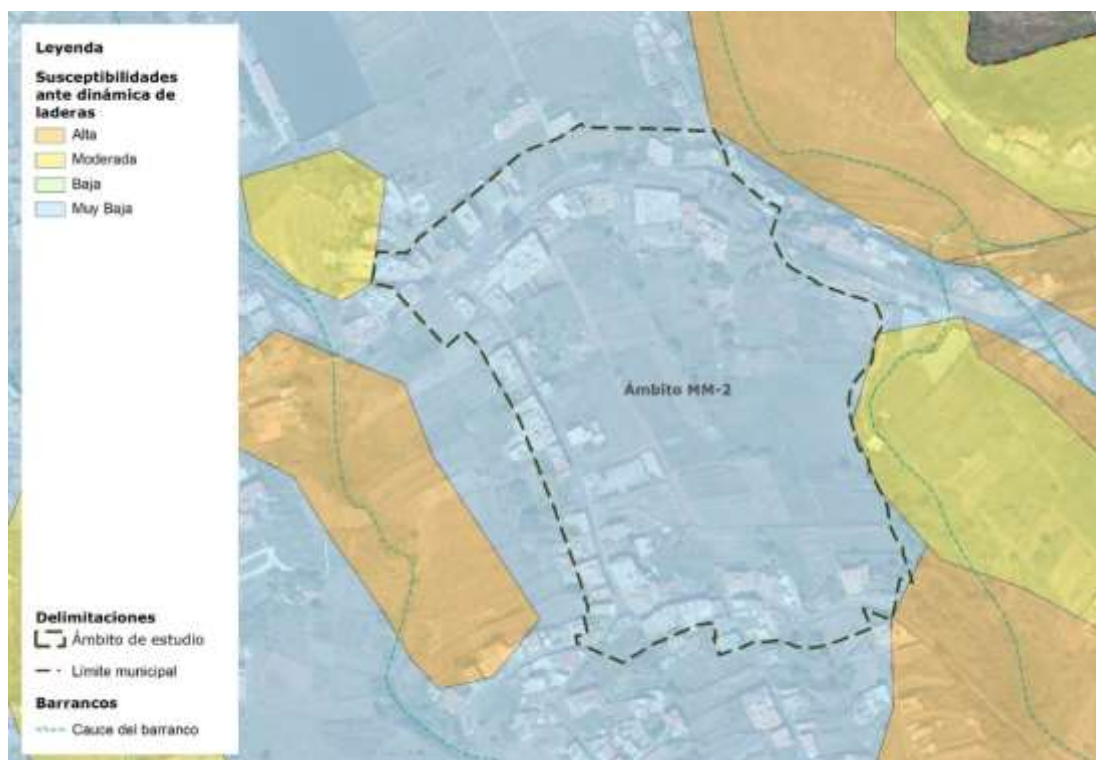 Leyenda
Susceptibilidades
ante dinámica de
laderas
Alta
Moderada
Baja
Muy Baja
Ámbito MM-2
Delimitaciones
Ámbito de estudio
Límite municipal
Barrancos
Cauce del barranco